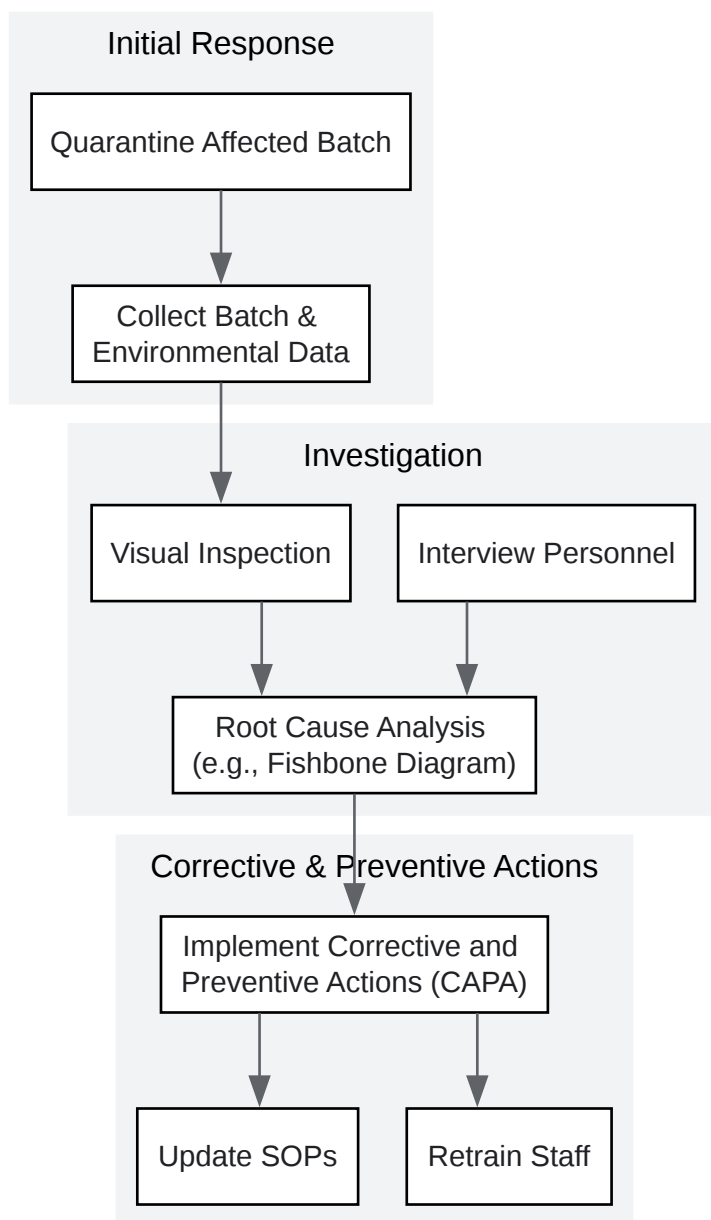 Initial Response
Quarantine Affected Batch
Collect Batch &
Environmental Data
Investigation
Visual Inspection
Interview Personnel
Root Cause Analysis
(e.g., Fishbone Diagram)
Corrective & Preventive Actions
Implement Corrective and
Preventive Actions (CAPA)
Update SOPs
Retrain Staff